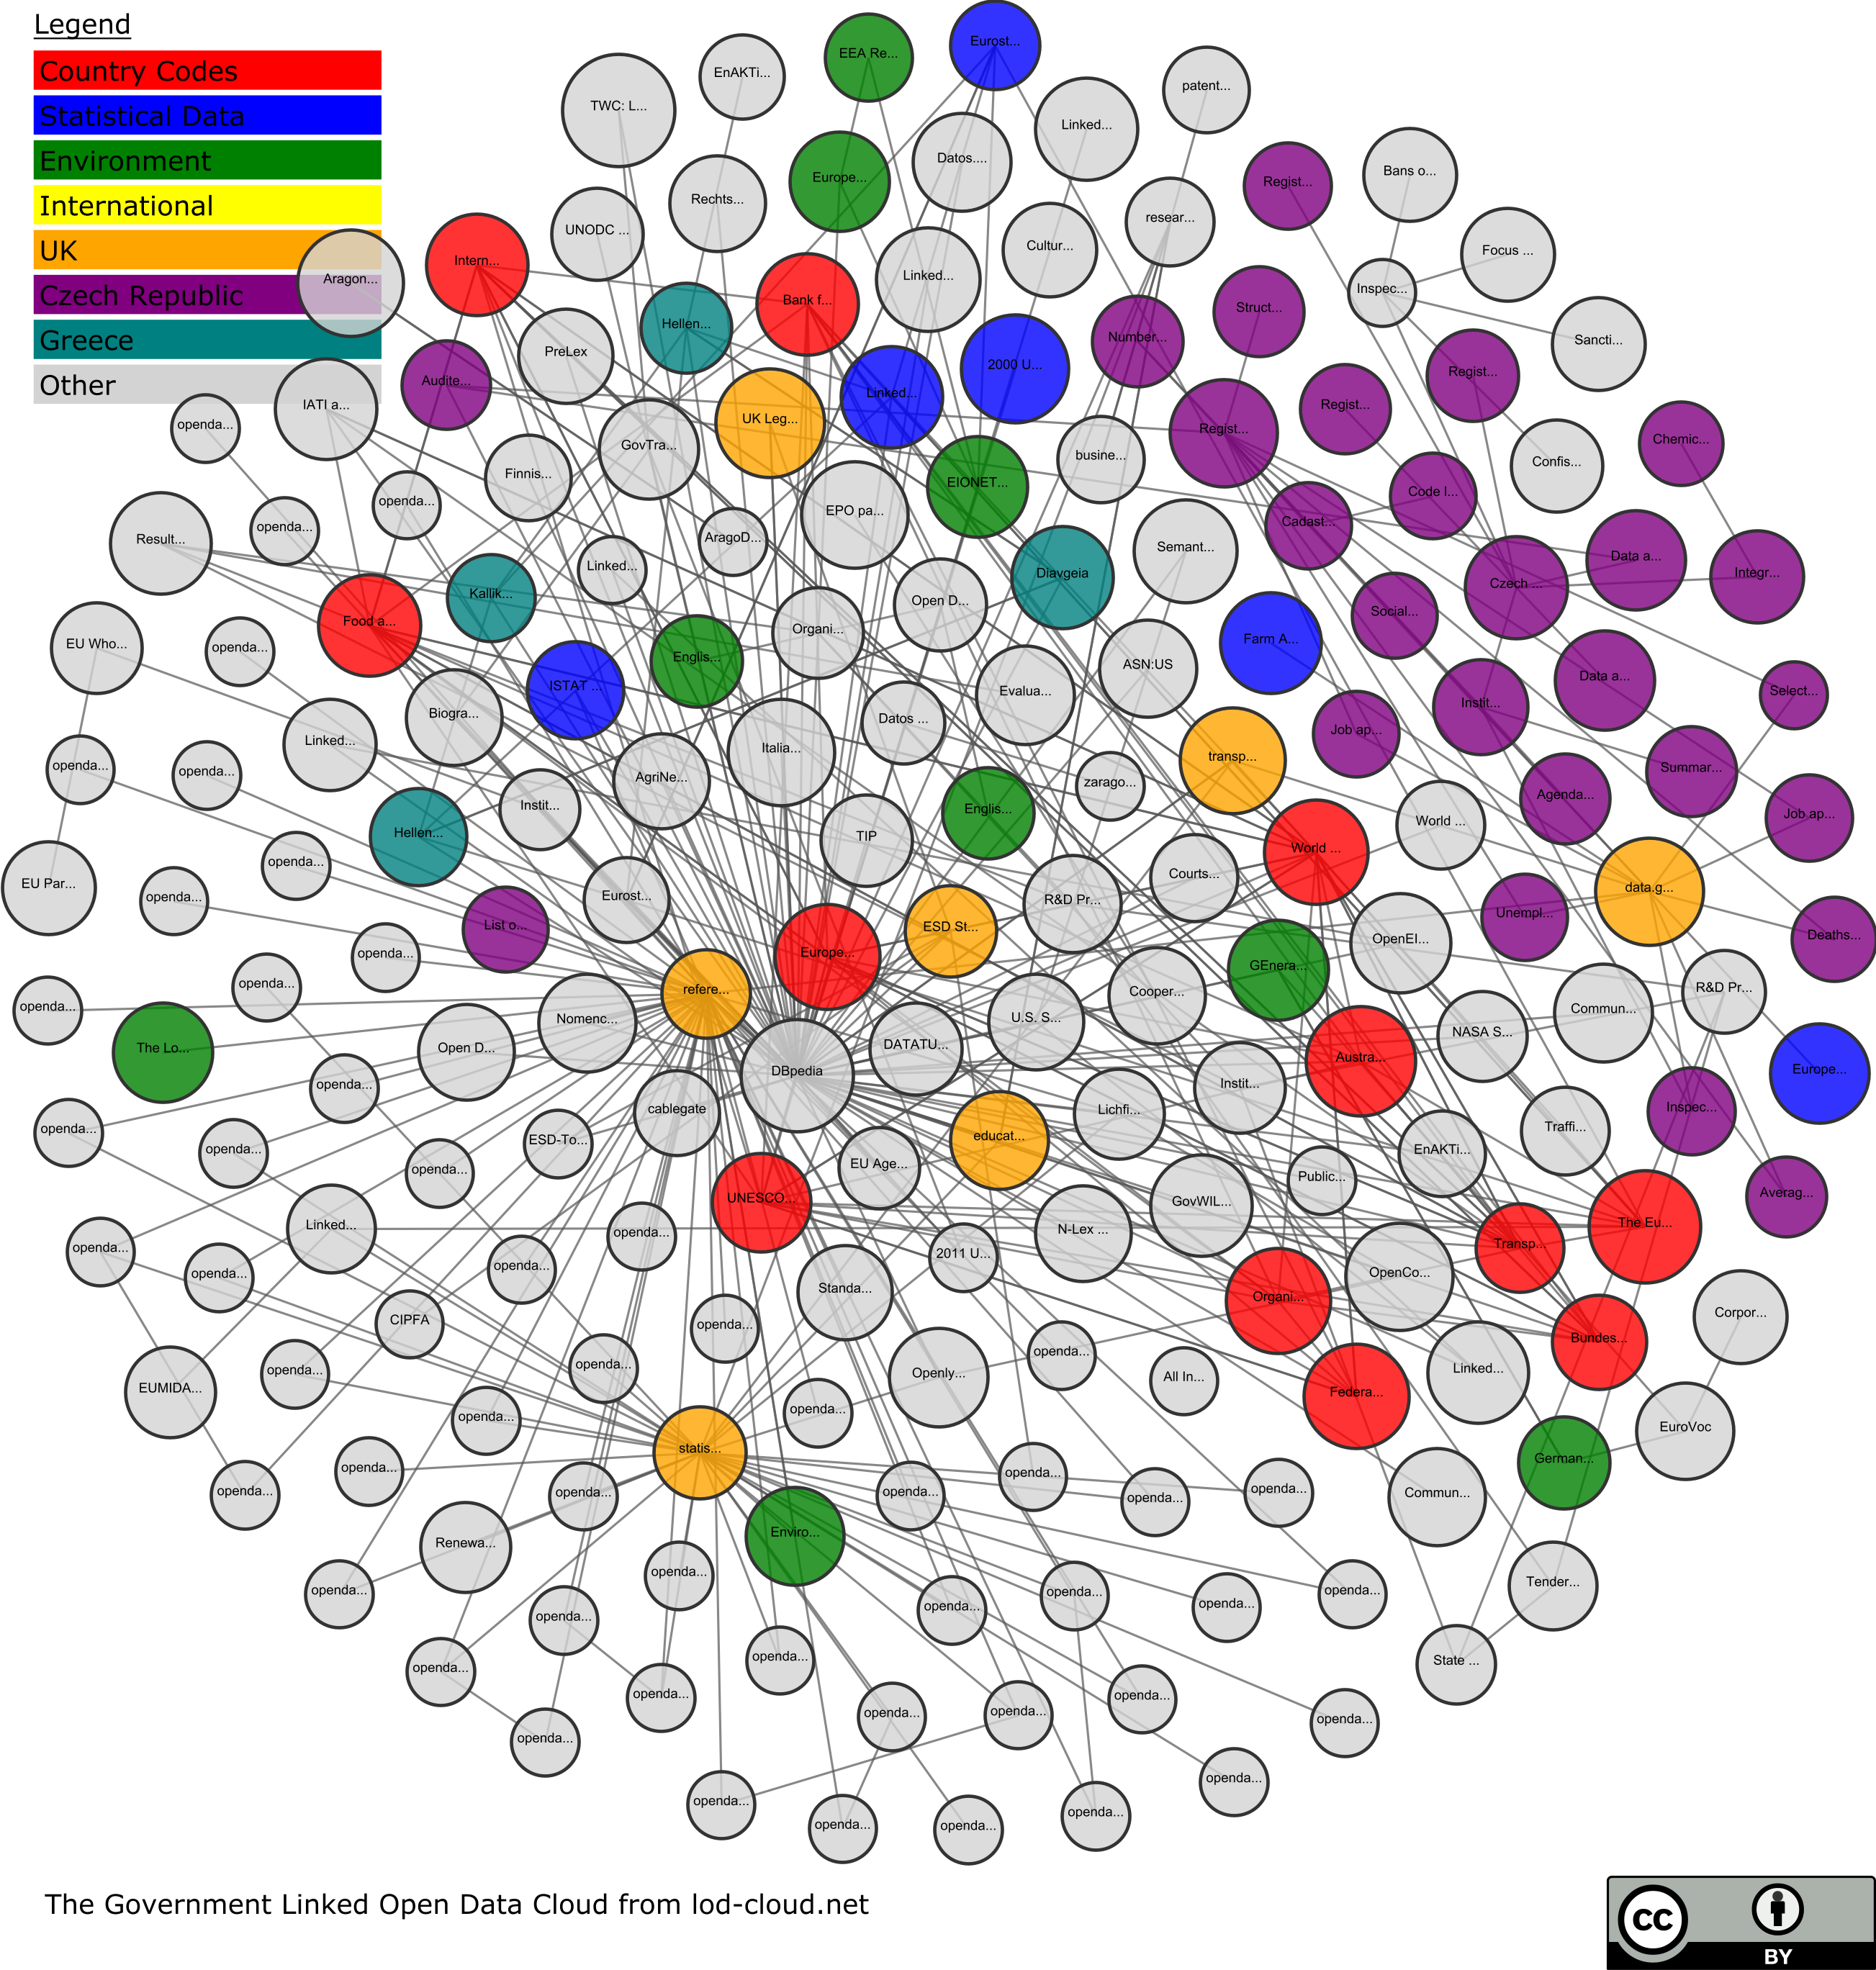 Legend
Country Codes
Statistical Data
Environment
International
UK
Czech Republic
Greece
Other
Eurost...
EEA Re...
EnAKTi...
patent...
TWC: L...
Linked...
Datos....
Bans o...
Europe...
Regist...
Rechts...
resear...
UNODC ...
Cultur...
Focus ...
Intern...
Linked...
Aragon...
Inspec...
Bank f...
Struct...
Hellen...
Number...
Sancti...
PreLex
2000 U...
Regist...
Audite...
Linked...
IATI a...
Regist...
UK Leg...
openda...
Regist...
Chemic...
GovTra...
busine...
Confis...
Finnis...
EIONET...
Code l...
openda...
EPO pa...
Cadast...
openda...
AragoD...
Result...
Semant...
Data a...
Linked...
Diavgeia
Integr...
Czech ...
Kallik...
Open D...
Social...
Food a...
Organi...
Farm A...
EU Who...
openda...
Englis...
ASN:US
Data a...
ISTAT ...
Evalua...
Select...
Instit...
Biogra...
Datos ...
Job ap...
Linked...
Italia...
transp...
openda...
openda...
AgriNe...
Summar...
zarago...
Agenda...
Instit...
Englis...
Job ap...
World ...
Hellen...
TIP
World ...
openda...
Courts...
EU Par...
data.g...
openda...
Eurost...
R&D Pr...
Unempl...
List o...
ESD St...
Deaths...
OpenEI...
openda...
Europe...
GEnera...
openda...
refere...
Cooper...
R&D Pr...
openda...
Commun...
Nomenc...
U.S. S...
NASA S...
The Lo...
Open D...
DATATU...
Austra...
DBpedia
Europe...
openda...
Instit...
cablegate
Lichfi...
Inspec...
openda...
educat...
Traffi...
ESD-To...
openda...
EnAKTi...
EU Age...
openda...
Public...
UNESCO...
Averag...
GovWIL...
Linked...
The Eu...
N-Lex ...
openda...
openda...
Transp...
2011 U...
openda...
openda...
OpenCo...
Standa...
Organi...
Corpor...
CIPFA
openda...
Bundes...
openda...
openda...
openda...
Linked...
Openly...
All In...
EUMIDA...
Federa...
openda...
openda...
EuroVoc
statis...
German...
openda...
openda...
openda...
openda...
openda...
openda...
openda...
Commun...
Enviro...
Renewa...
openda...
Tender...
openda...
openda...
openda...
openda...
openda...
openda...
State ...
openda...
openda...
openda...
openda...
openda...
openda...
openda...
openda...
openda...
openda...
openda...
openda...
openda...
The Government Linked Open Data Cloud from lod-cloud.net
cc
BY